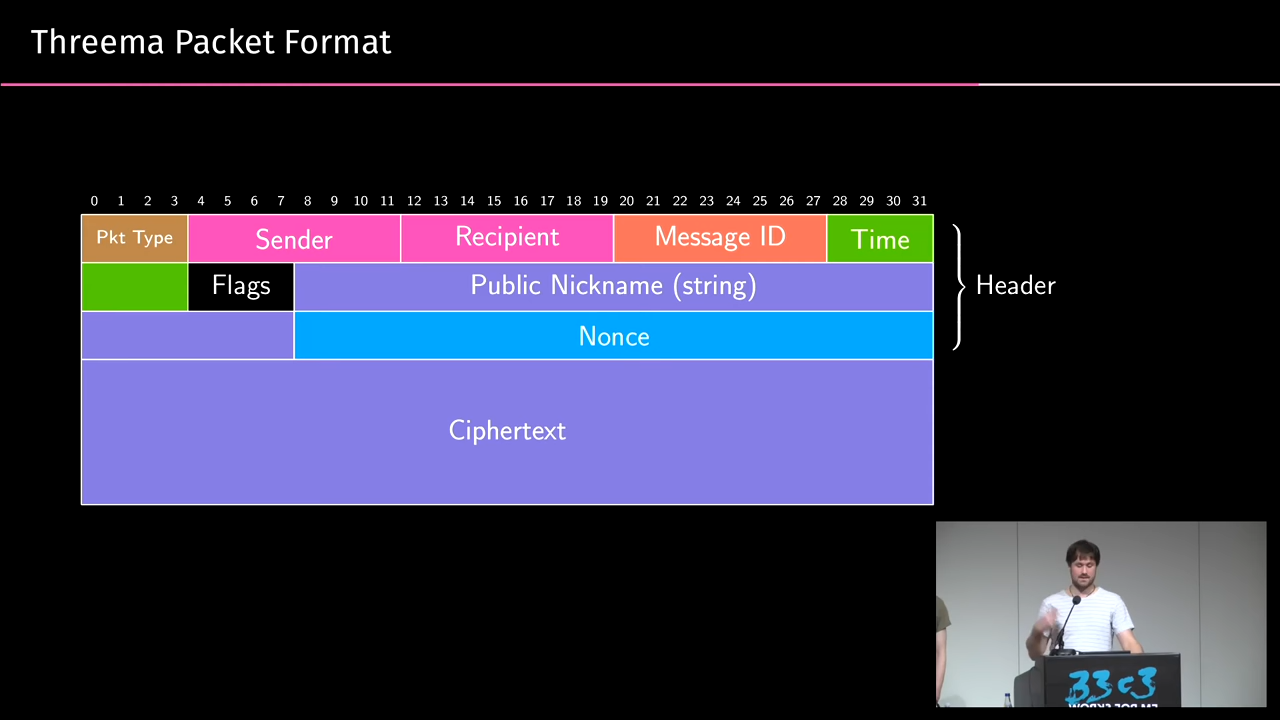 Threema Packet Format
0 1 2 3 4 5 6 7 8 9 10 11 12 13 14 15 16 17 18 19 20 21 22 23 24 25 26 27 28 29 30 31
Pkt Type Sender Recipient Message ID Time
Flags Public Nickname (string) Header
Nonce
Ciphertext
33c3